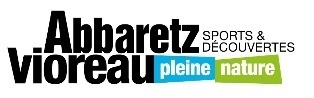 Abbaretz SPORTS &
DÉCOUVERTES
Vioreau pleine nature